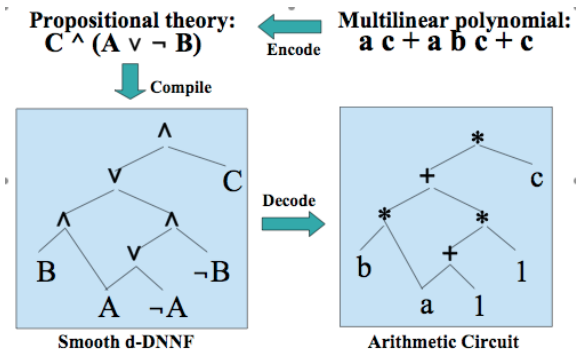 Propositional theory:
C ^ (A ∨ ¬ B)
Encode
Multilinear polynomial:
a c + a b c + c
Compile
∧
∨
C
∧
∧
B
∨
¬B
A
¬A
Smooth d-DNNF
Decode
*
+
c
*
*
b
+
1
a
1
Arithmetic Circuit